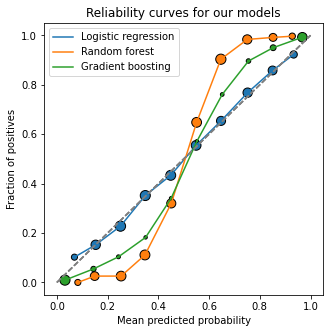 Reliability curves for our models
Logistic regression
Random forest
Gradient boosting
Fraction of positives
1.0
0.8
0.6
0.4
0.2
0.0
0.0 0.2 0.4 0.6 0.8 1.0
Mean predicted probability